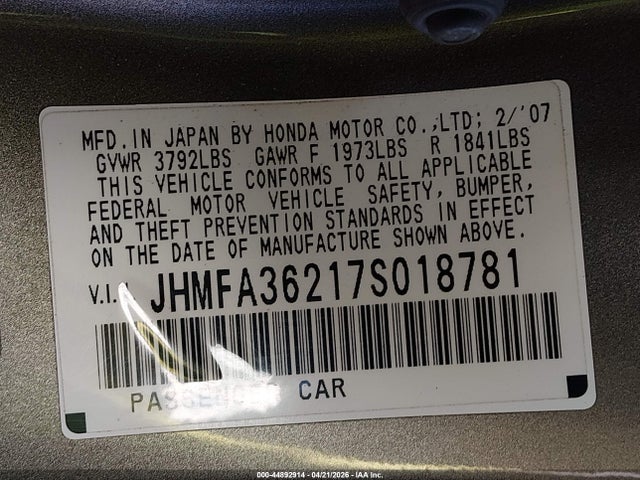 MFD. IN JAPAN BY HONDA MOTOR CO.,LTD; 2/'07
GVWR 3792LBS GAWR F 1973LBS R 1841LBS
THIS VEHICLE CONFORMS TO ALL APPLICABLE
FEDERAL MOTOR VEHICLE SAFETY, BUMPER,
AND THEFT PREVENTION STANDARDS IN EFFECT
ON THE DATE OF MANUFACTURE SHOWN ABOVE.
V.I. JHMFA36217S018781
PASSENGER CAR
000-44892914 - 04/21/2026 - IAA Inc.